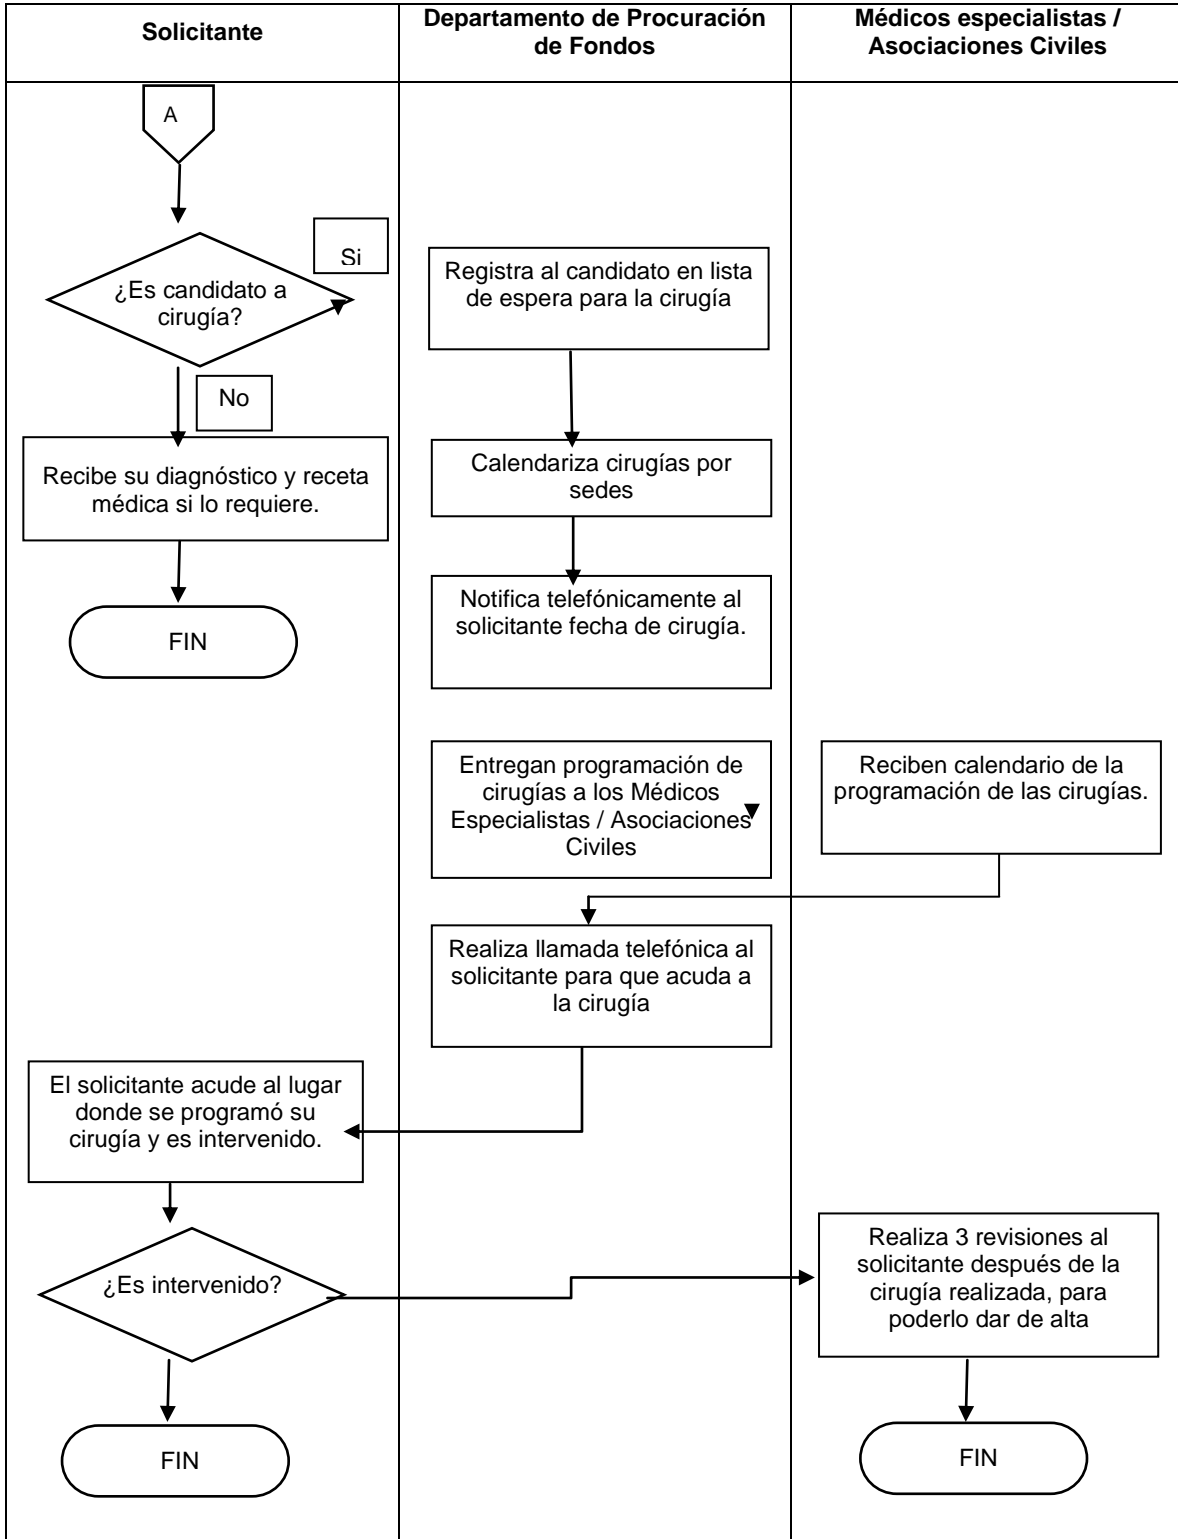 Solicitante
Departamento de Procuración
de Fondos
Médicos especialistas /
Asociaciones Civiles
A
Si
¿Es candidato a
cirugía?
Registra al candidato en lista
de espera para la cirugía
No
Recibe su diagnóstico y receta
médica si lo requiere.
Calendariza cirugías por
sedes
FIN
Notifica telefónicamente al
solicitante fecha de cirugía.
Entregan programación de
cirugías a los Médicos
Especialistas / Asociaciones
Civiles
Reciben calendario de la
programación de las cirugías.
Realiza llamada telefónica al
solicitante para que acuda a
la cirugía
El solicitante acude al lugar
donde se programó su
cirugía y es intervenido.
¿Es intervenido?
Realiza 3 revisiones al
solicitante después de la
cirugía realizada, para
poderlo dar de alta
FIN
FIN